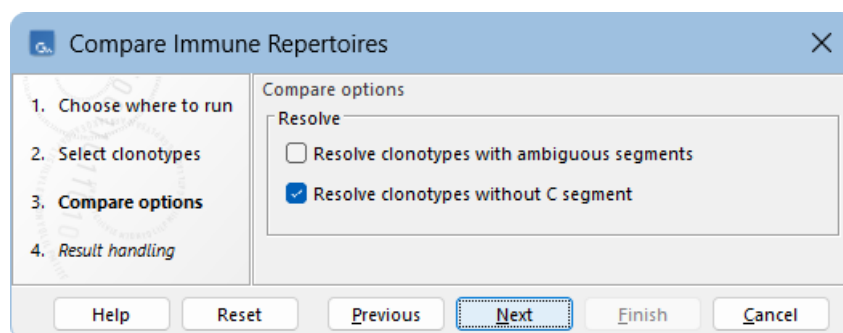 Compare Immune Repertoires
1. Choose where to run
2. Select clonotypes
3. Compare options
4. Result handling
Compare options
Resolve
Resolve clonotypes with ambiguous segments
Resolve clonotypes without C segment
Help Reset Previous Next Finish Cancel